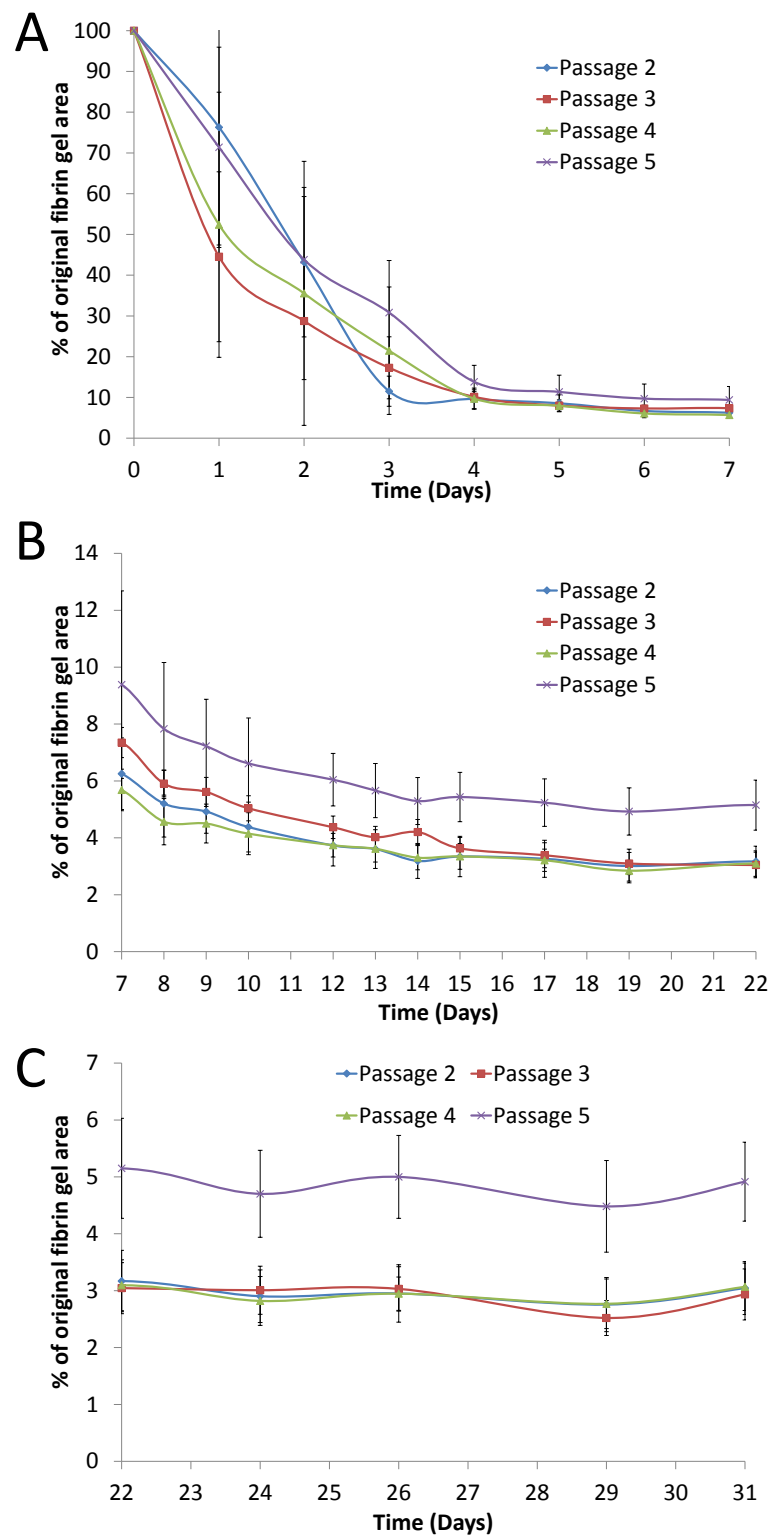 A
% of original fibrin gel area
100
90
80
70
60
50
40
30
20
10
0
Passage 2
Passage 3
Passage 4
Passage 5
0 1 2 3 4 5 6 7
Time (Days)
B
% of original fibrin gel area
14
12
10
8
6
4
2
0
Passage 2
Passage 3
Passage 4
Passage 5
7 8 9 10 11 12 13 14 15 17 17 19 20 21 22
Time (Days)
C
% of original fibrin gel area
7
6
5
4
3
2
1
0
Passage 2 Passage 3
Passage 4 Passage 5
22 23 24 25 26 27 28 29 30 31
Time (Days)